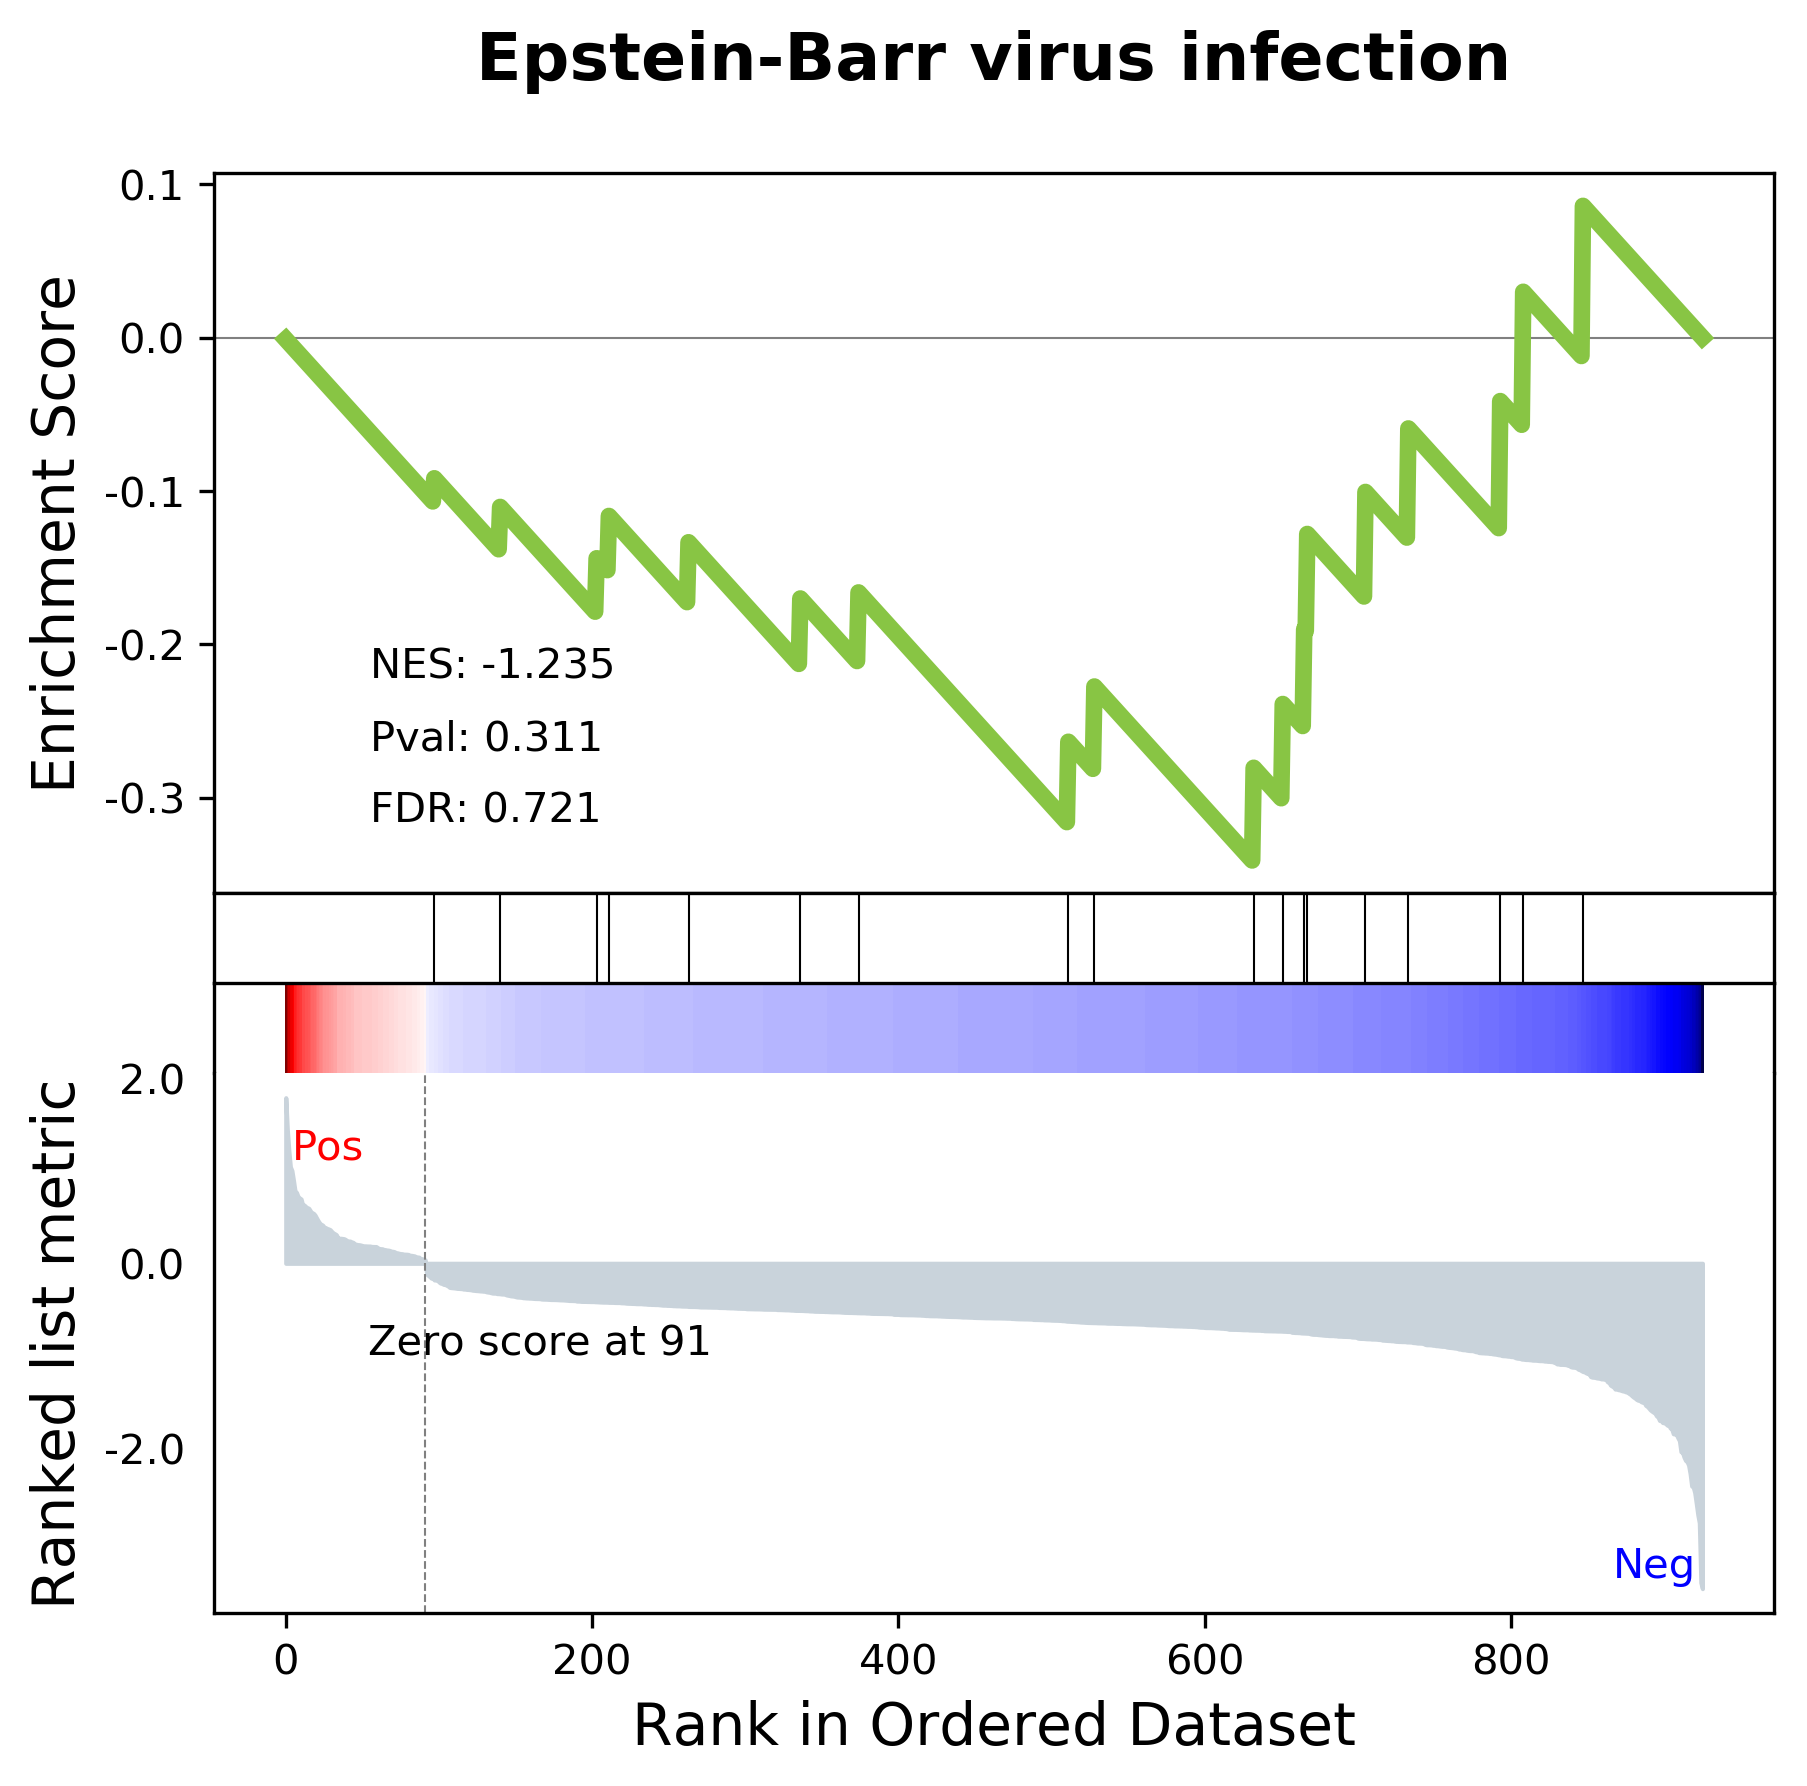 Epstein-Barr virus infection
0.1
0.0
-0.1
-0.2
-0.3
Enrichment Score
NES: -1.235
Pval: 0.311
FDR: 0.721
2.0
0.0
-2.0
Ranked list metric
Pos
Zero score at 91
Neg
0 200 400 600 800
Rank in Ordered Dataset